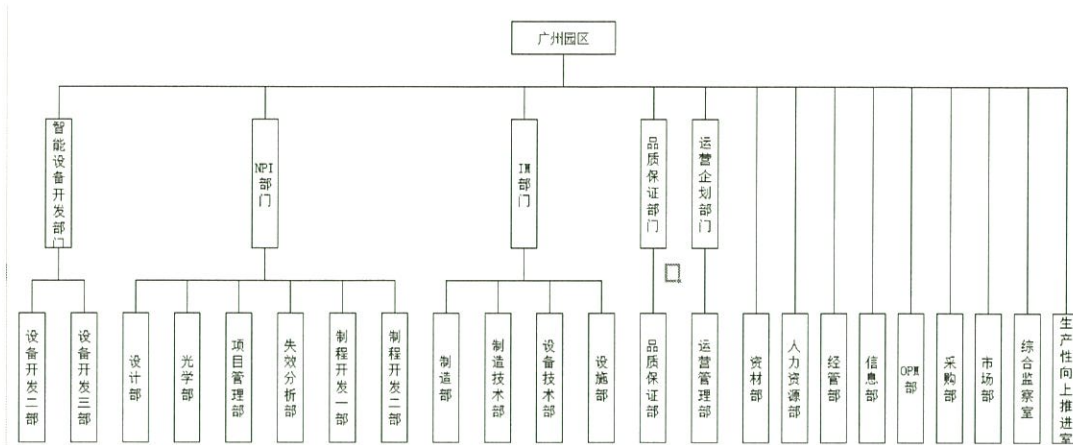 广州园区
智能设备开发部门
NPI部门
IM部门
品质保证部门
运营企划部门
设备开发二部
设备开发三部
设计部
光学部
项目管理部
失效分析部
制程开发一部
制程开发二部
制造部
制造技术部
设备技术部
设施部
品质保证部
运营管理部
资材部
人力资源部
经管部
信息部
OPM部
采购部
市场部
综合监察室
生产性向上推进室